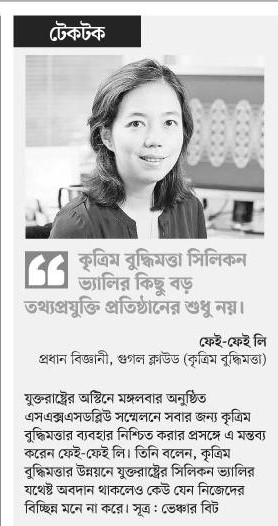 টেকটক
কৃত্রিম বুদ্ধিমত্তা সিলিকন
ভ্যালির কিছু বড়
তথ্যপ্রযুক্তি প্রতিষ্ঠানের শুধু নয়।
ফেই-ফেই লি
প্রধান বিজ্ঞানী, গুগল ক্লাউড (কৃত্রিম বুদ্ধিমত্তা)
যুক্তরাষ্ট্রের অস্টিনে মঙ্গলবার অনুষ্ঠিত
এসএক্সএসডব্লিউ সম্মেলনে সবার জন্য কৃত্রিম
বুদ্ধিমত্তার ব্যবহার নিশ্চিত করার প্রসঙ্গে এ মন্তব্য
করেন ফেই-ফেই লি। তিনি বলেন, কৃত্রিম
বুদ্ধিমত্তার উন্নয়নে যুক্তরাষ্ট্রের সিলিকন ভ্যালির
যথেষ্ট অবদান থাকলেও কেউ যেন নিজেদের
বিচ্ছিন্ন মনে না করে। সূত্র : ভেঞ্চার বিট